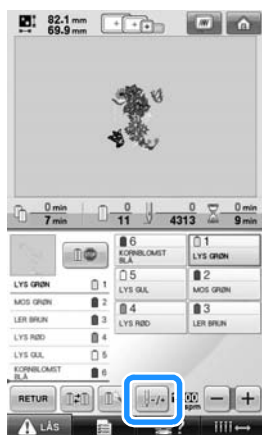 82.1 mm
69.9 mm
0 min
7 min
0
11
0
4313
0 min
9 min
6
KORNBLOMST
BLÅ
1
LYS GRØN
5
LYS GUL
2
MOS GRØN
4
LYS RØD
3
LER BRUN
LYS GRØN 1
MOS GRØN 2
LER BRUN 3
LYS RØD 4
LYS GUL 5
KORNBLOMST
BLÅ 6
RETUR
-/+
spm
- +
LÅS
?